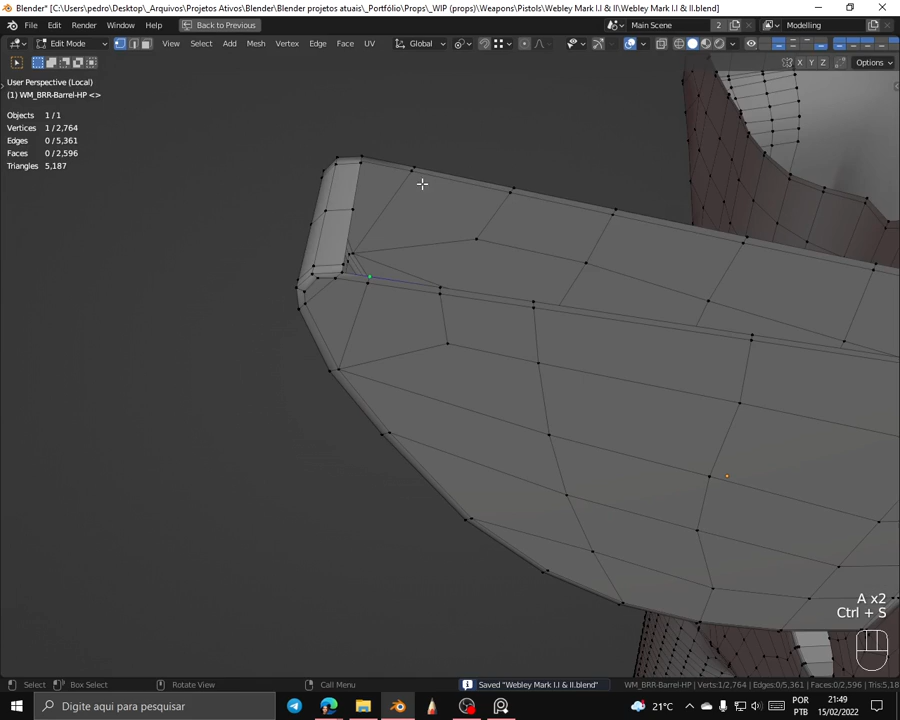 Blender* [C:\Users\pedro\Desktop\_Arquivos\Projetos Ativos\Blender\Blender projetos atuais\_Portfólio\Props\_WIP (props)\Weapons\Pistols\Webley Mark I.I & II\Webley Mark I.I & II.blend]
File Edit Render Window Help Back to Previous Main Scene 2 Modelling
Edit Mode View Select Add Mesh Vertex Edge Face UV Global
X Y Z Options
User Perspective (Local)
(1) WM_BRR-Barrel-HP <>
Objects 1 / 1
Vertices 1 / 2,764
Edges 0 / 5,361
Faces 0 / 2,596
Triangles 5,187
A x2
Ctrl + S
Select Box Select Rotate View Call Menu Saved "Webley Mark I.I & II.blend" WM_BRR-Barrel-HP | Verts:1/2,764 | Edges:0/5,361 | Faces:0/2,596 | Tris:5,18
Digite aqui para pesquisar 21°C POR PTB 21:49 15/02/2022